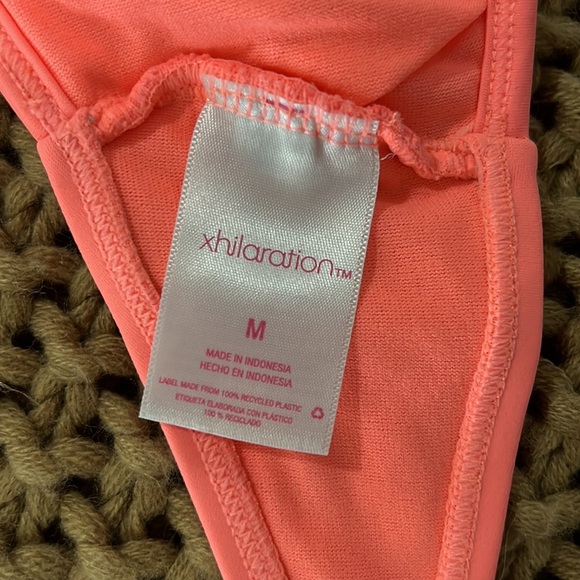 xhilaration™
M
MADE IN INDONESIA
HECHO EN INDONESIA
LABEL MADE FROM 100% RECYCLED PLASTIC
ETIQUETA ELABORADA CON PLÁSTICO
100 % RECICLADO